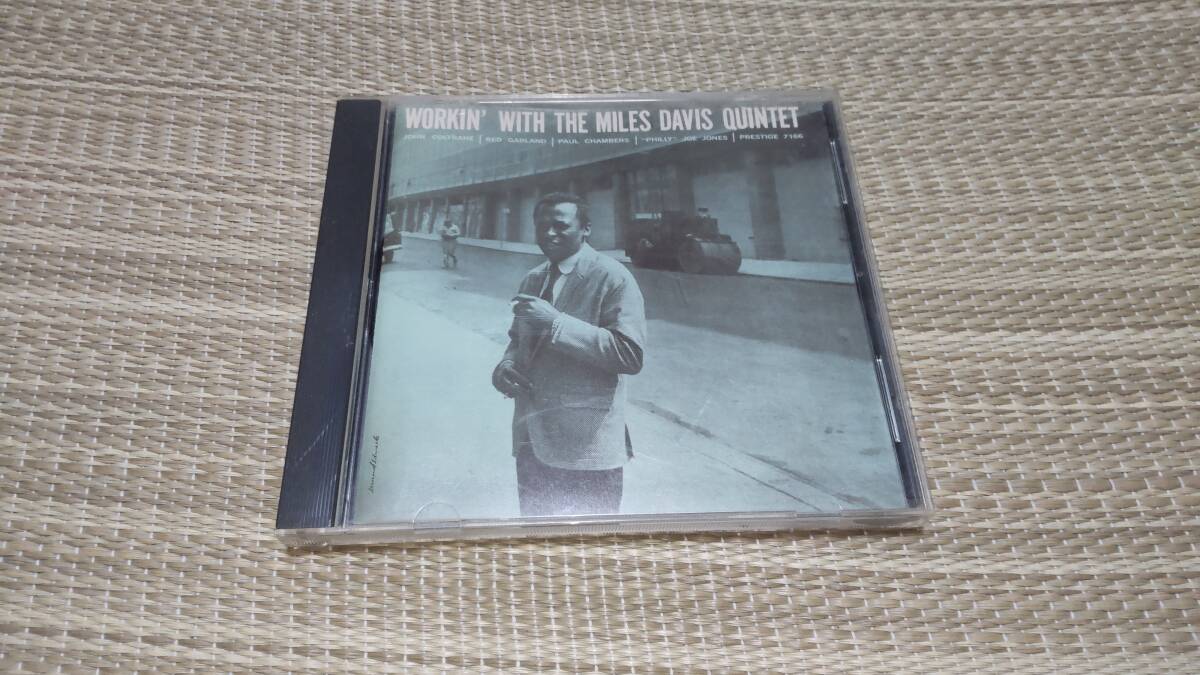 WORKiN' WITH THE MILES DAVIS QUINTET
JOHN COLTRANE | RED GARLAND | PAUL CHAMBERS | "PHILLY" JOE JONES | PRESTIGE 7166